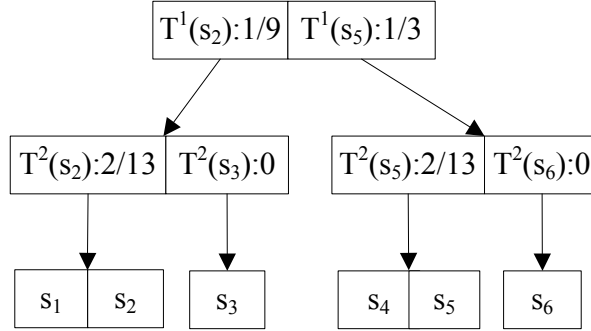 T¹(s₂):1/9 T¹(s₅):1/3
T²(s₂):2/13 T²(s₃):0 T²(s₅):2/13 T²(s₆):0
s₁ s₂ s₃ s₄ s₅ s₆